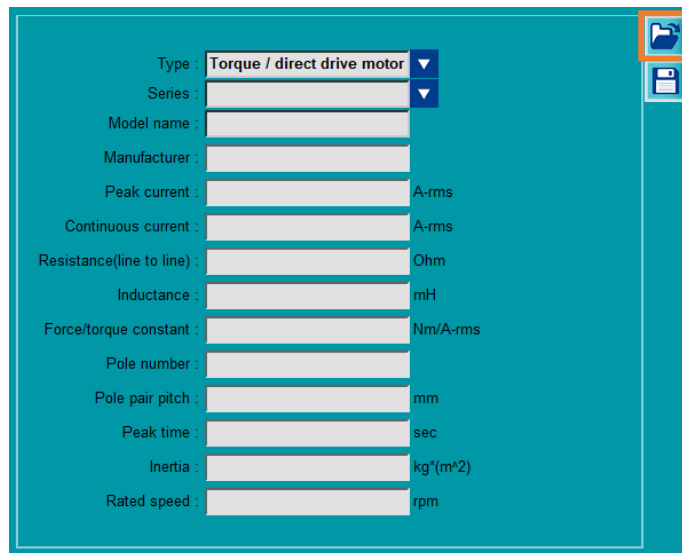 Type : Torque / direct drive motor
Series :
Model name :
Manufacturer :
Peak current : A-rms
Continuous current : A-rms
Resistance(line to line) : Ohm
Inductance : mH
Force/torque constant : Nm/A-rms
Pole number :
Pole pair pitch : mm
Peak time : sec
Inertia : kg*(m^2)
Rated speed : rpm